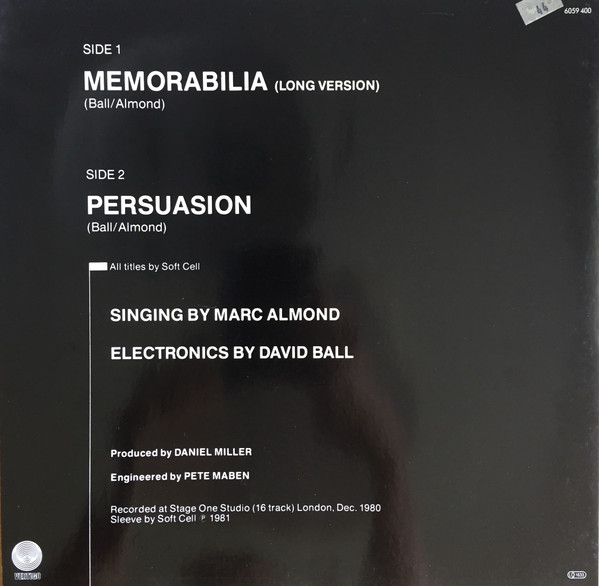 44
6059 400
SIDE 1
MEMORABILIA (LONG VERSION)
(Ball/Almond)
SIDE 2
PERSUASION
(Ball/Almond)
All titles by Soft Cell
SINGING BY MARC ALMOND
ELECTRONICS BY DAVID BALL
Produced by DANIEL MILLER
Engineered by PETE MABEN
Recorded at Stage One Studio (16 track) London, Dec. 1980
Sleeve by Soft Cell ℗ 1981
VERTIGO